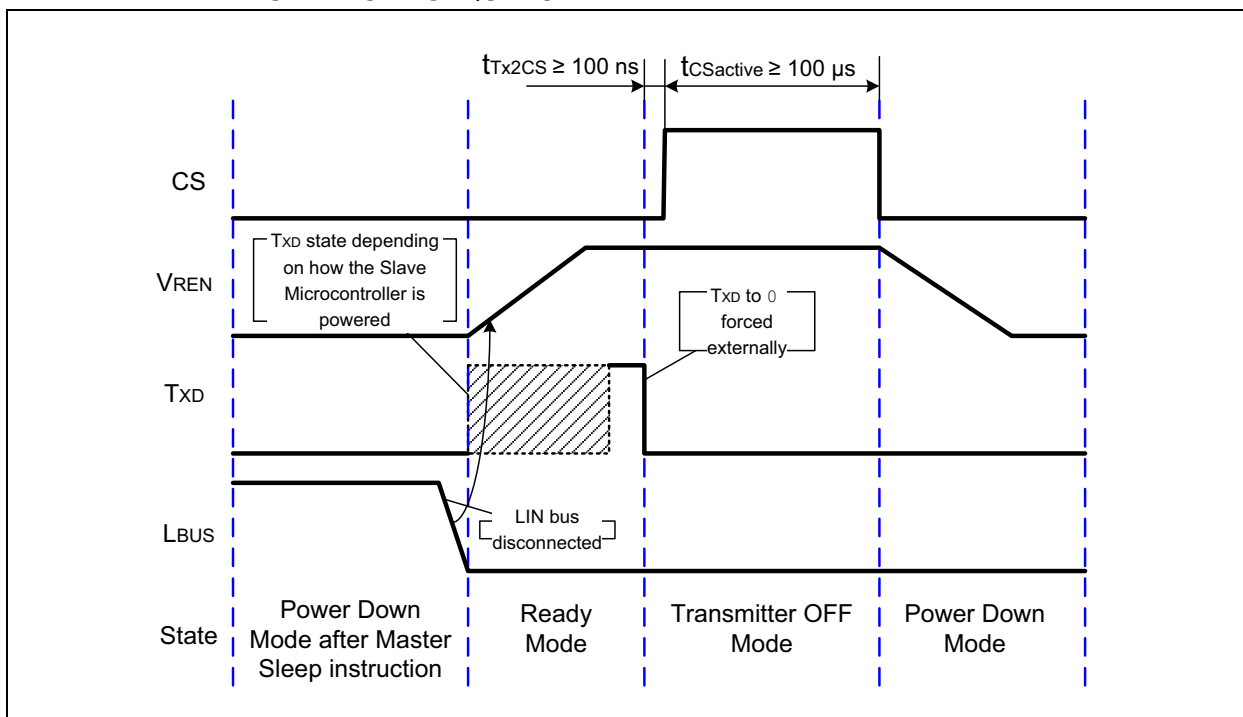 tTx2CS ≥ 100 ns
tCSactive ≥ 100 µs
CS
TXD state depending
on how the Slave
Microcontroller is
powered
VREN
TXD to 0
forced
externally
TXD
LIN bus
disconnected
LBUS
State
Power Down
Mode after Master
Sleep instruction
Ready
Mode
Transmitter OFF
Mode
Power Down
Mode